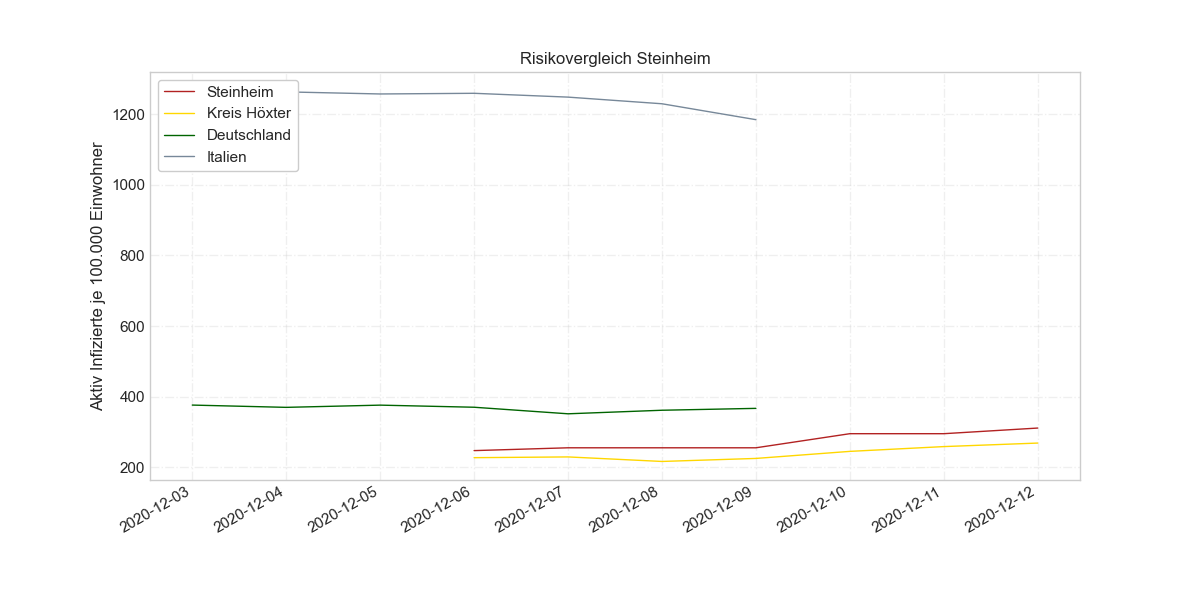 Risikovergleich Steinheim
Steinheim
Kreis Höxter
Deutschland
Italien
Aktiv Infizierte je 100.000 Einwohner
1200
1000
800
600
400
200
2020-12-03
2020-12-04
2020-12-05
2020-12-06
2020-12-07
2020-12-08
2020-12-09
2020-12-10
2020-12-11
2020-12-12